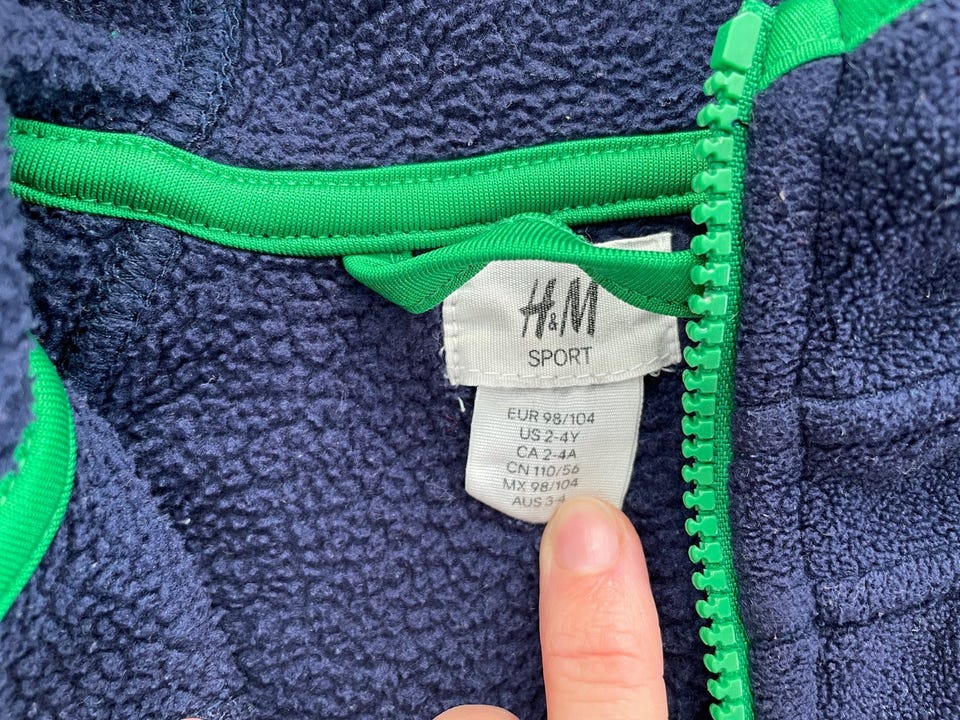 H&M
SPORT
EUR 98/104
US 2-4Y
CA 2-4A
CN 110/56
MX 98/104
AUS 3-4